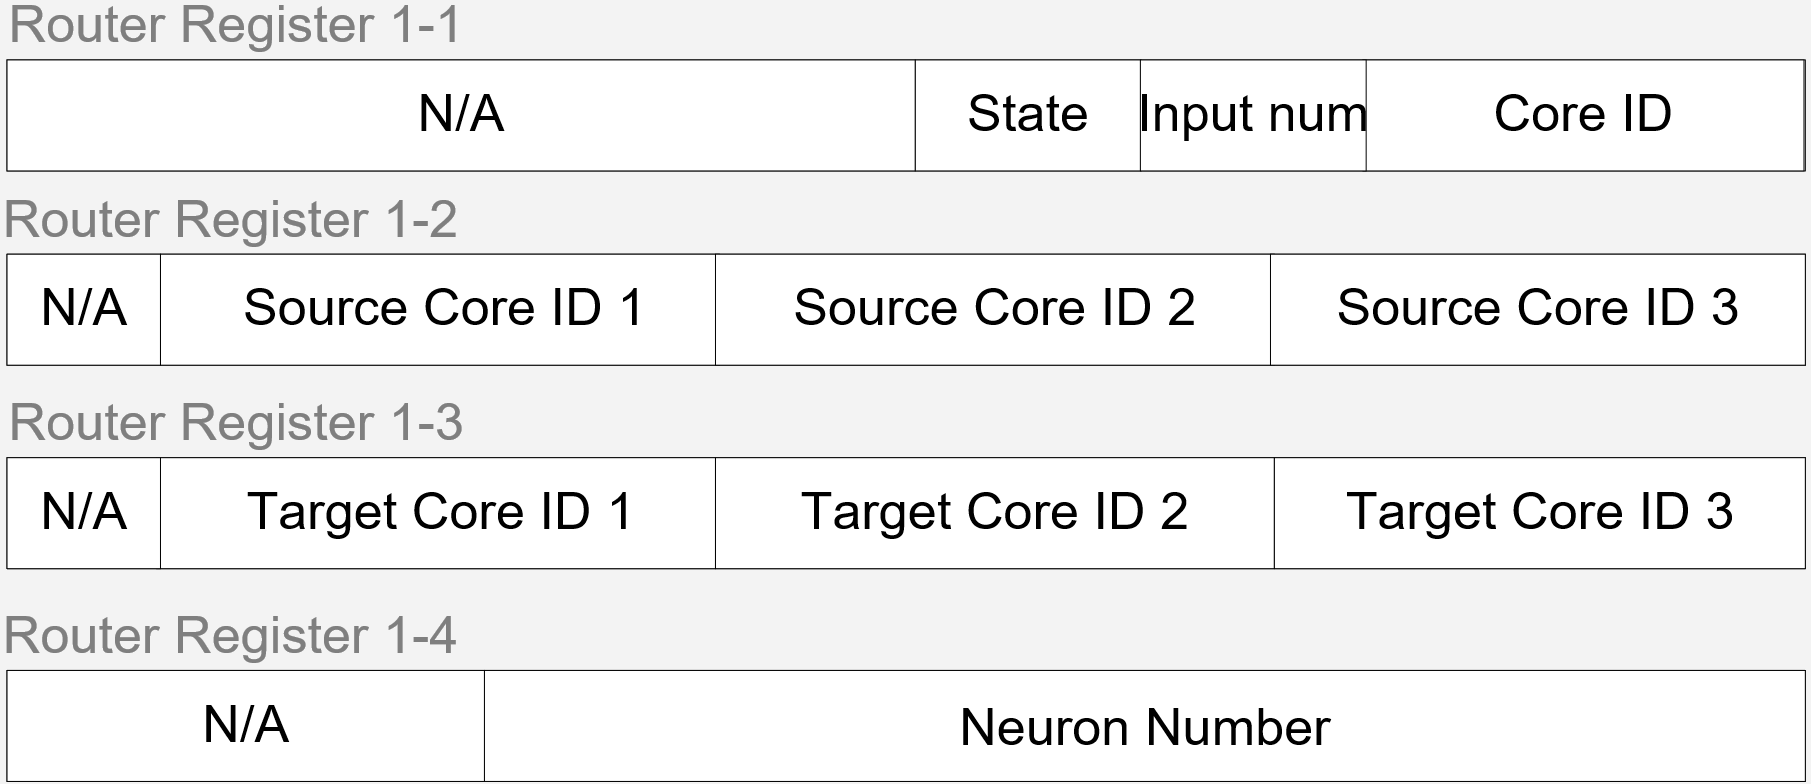 Router Register 1-1
N/A State Input num Core ID
Router Register 1-2
N/A Source Core ID 1 Source Core ID 2 Source Core ID 3
Router Register 1-3
N/A Target Core ID 1 Target Core ID 2 Target Core ID 3
Router Register 1-4
N/A Neuron Number